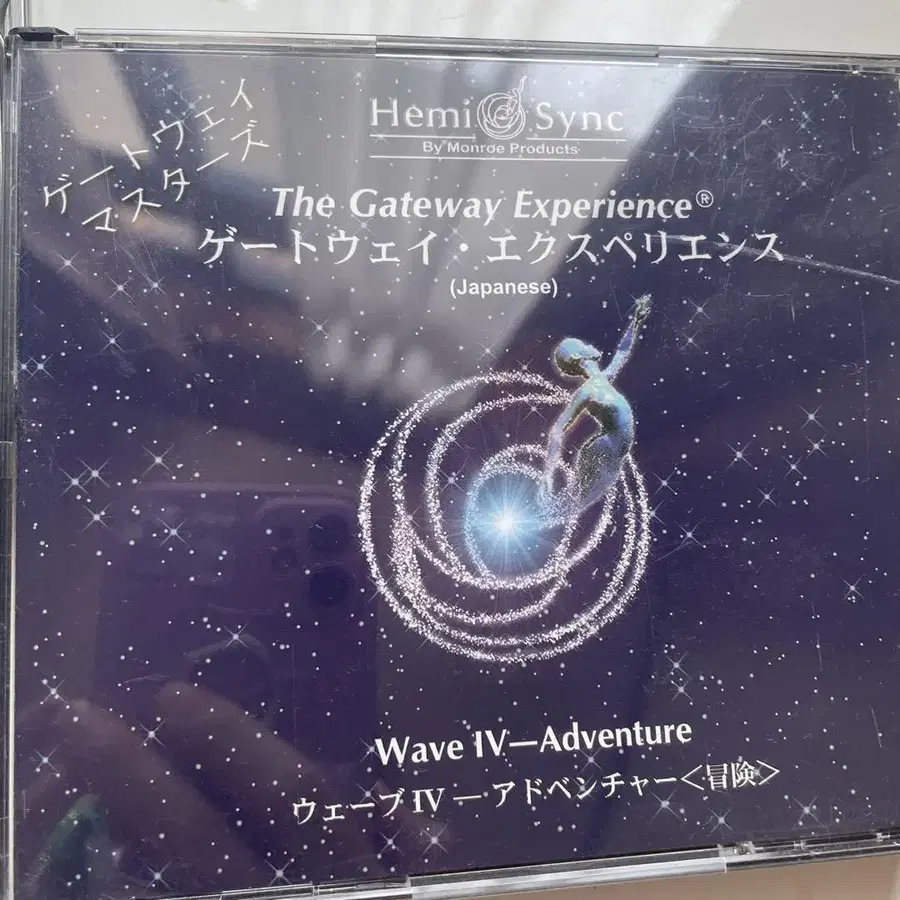 ゲートウェイ
マスターズ
Hemi Sync
By Monroe Products
The Gateway Experience®
ゲートウェイ・エクスペリエンス
(Japanese)
Wave IV—Adventure
ウェーブ IV — アドベンチャー＜冒険＞